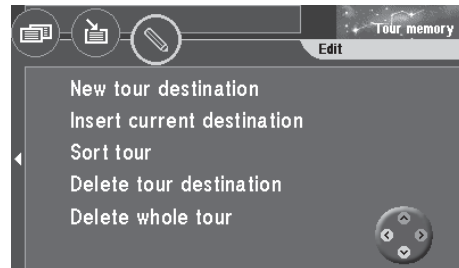 Tour memory
Edit
New tour destination
Insert current destination
Sort tour
Delete tour destination
Delete whole tour